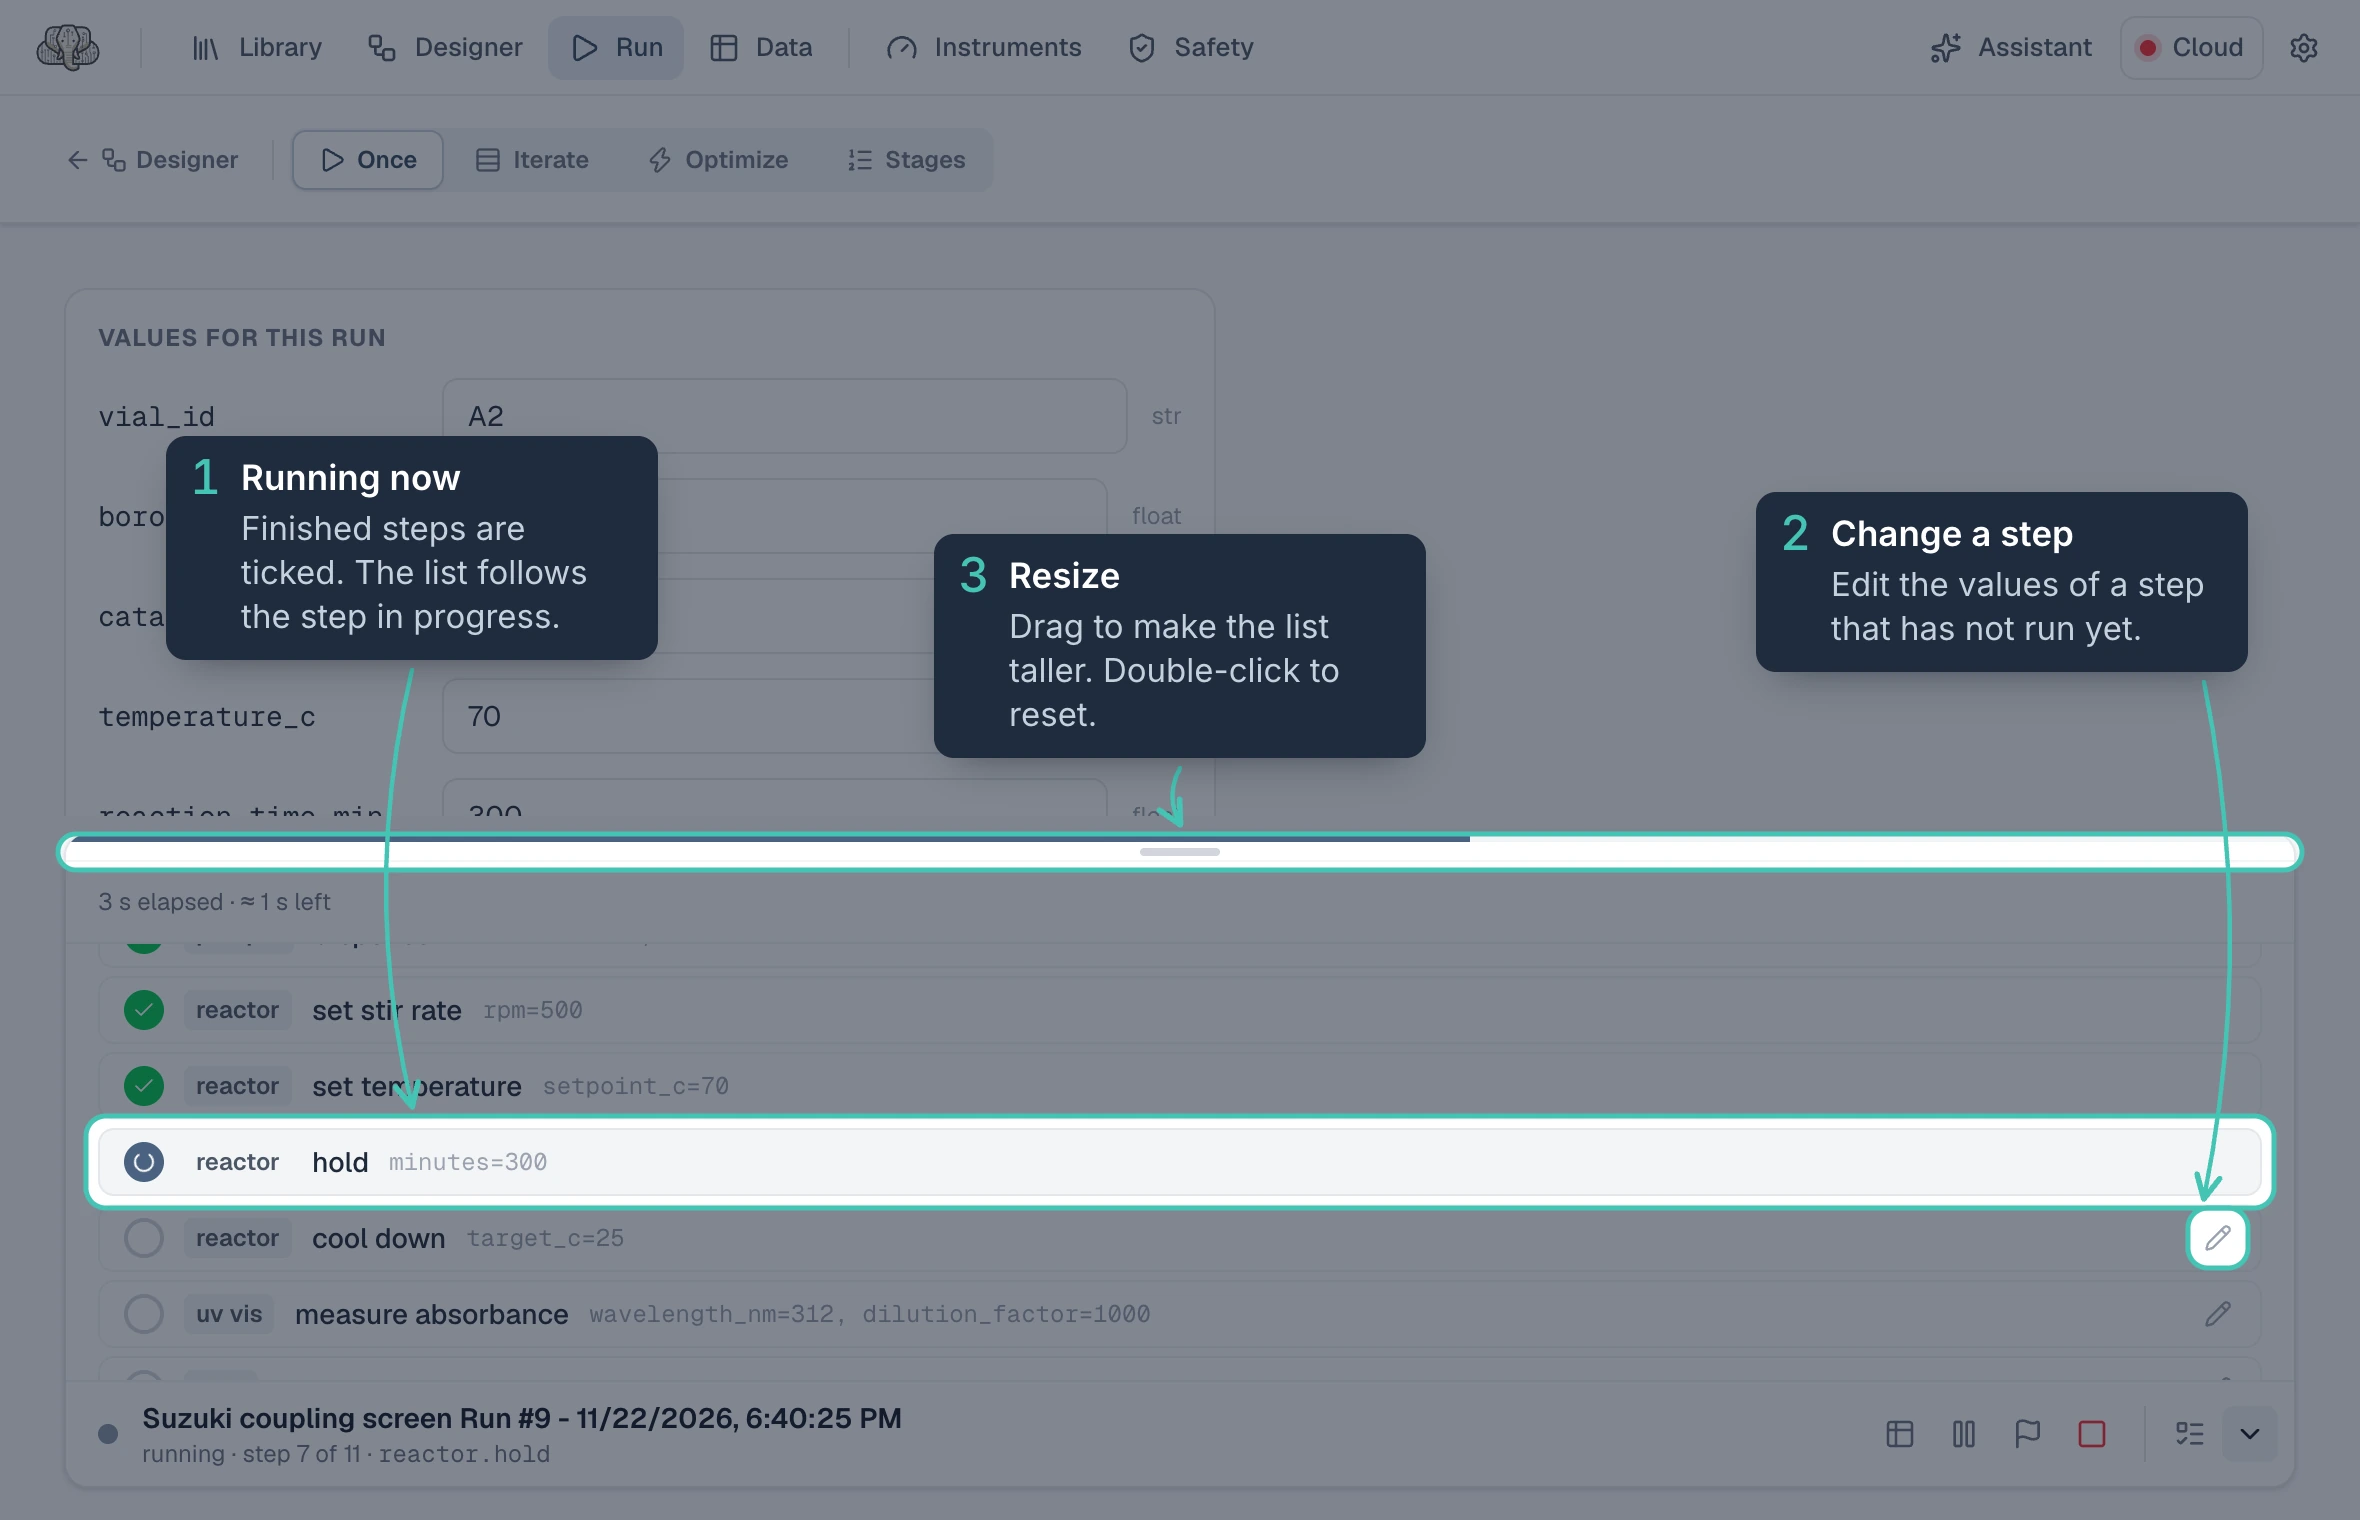 Library
Designer
Run
Data
Instruments
Safety
Assistant
Cloud
Designer
Once
Iterate
Optimize
Stages
VALUES FOR THIS RUN
vial_id
A2
str
1 Running now
Finished steps are
ticked. The list follows
the step in progress.
boro
float
cata
3 Resize
Drag to make the list
taller. Double-click to
reset.
2 Change a step
Edit the values of a step
that has not run yet.
temperature_c
70
reaction_time_min
300
3 s elapsed · ≈ 1 s left
reactor set stir rate rpm=500
reactor set temperature setpoint_c=70
reactor hold minutes=300
reactor cool down target_c=25
uv vis measure absorbance wavelength_nm=312, dilution_factor=1000
Suzuki coupling screen Run #9 - 11/22/2026, 6:40:25 PM
running · step 7 of 11 · reactor.hold